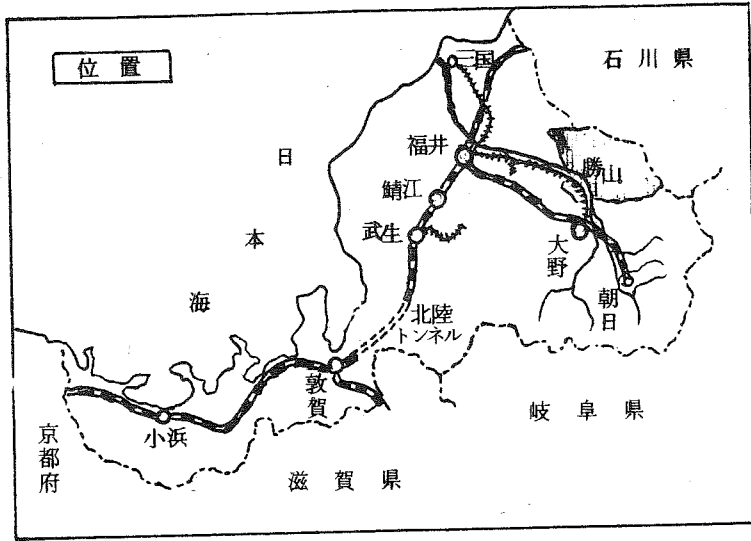 位置
石川県
三国
日本海
福井
勝山
鯖江
武生
大野
朝日
北陸
トンネル
敦賀
小浜
京都府
滋賀県
岐阜県